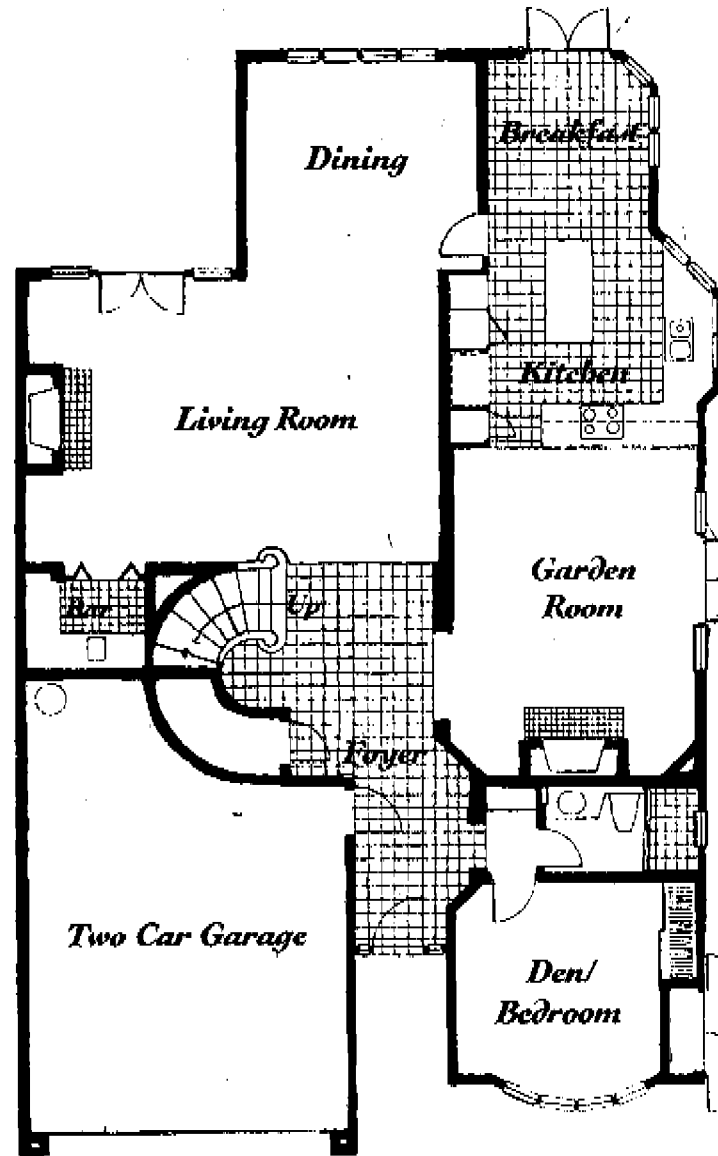 Breakfast
Dining
Kitchen
Living Room
Garden
Room
Bar
Up
Foyer
Two Car Garage
Den/
Bedroom